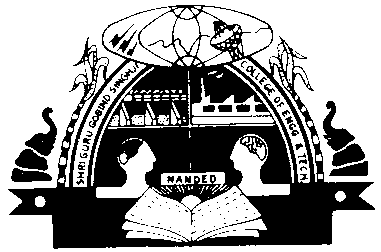 SHRI GURU GOBIND SINGHJI
COLLEGE OF ENGG & TECH
NANDED